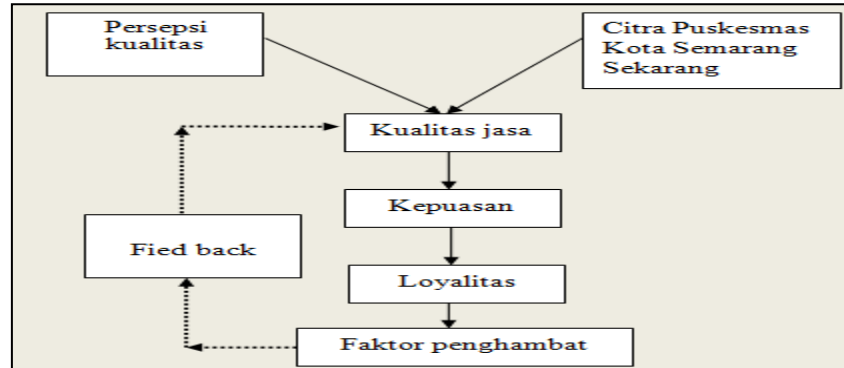 Persepsi
kualitas
Citra Puskesmas
Kota Semarang
Sekarang
Kualitas jasa
Kepuasan
Fied back
Loyalitas
Faktor penghambat